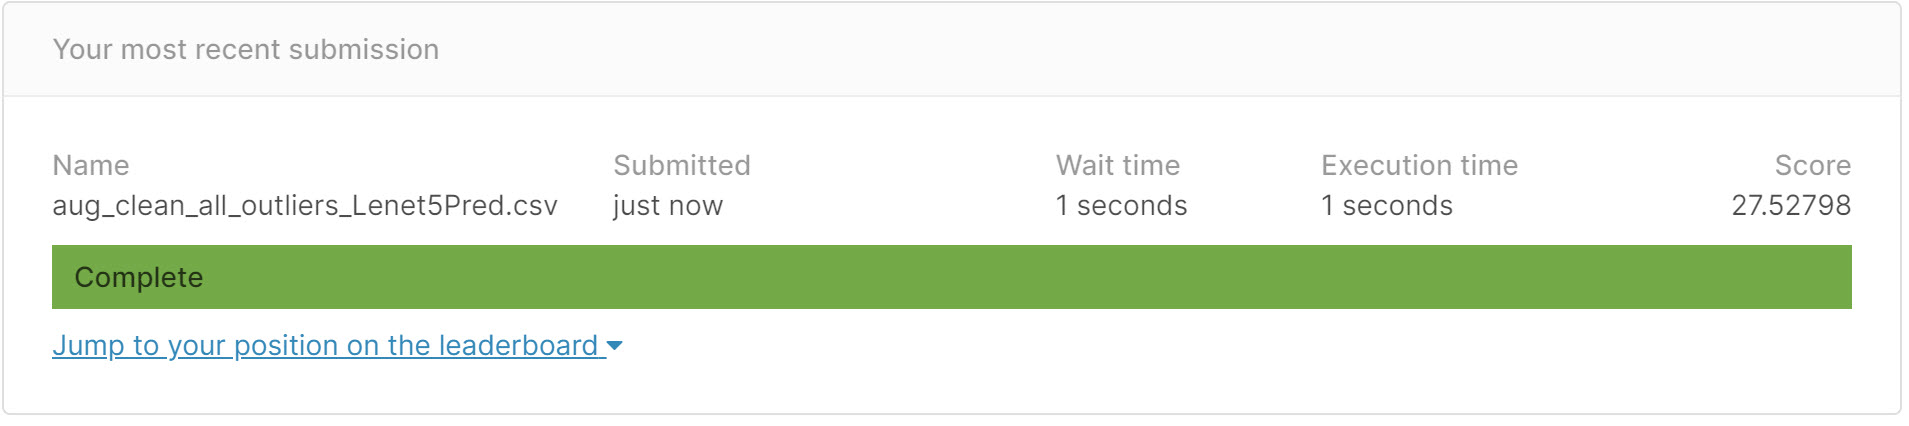 Your most recent submission
Name Submitted Wait time Execution time Score
aug_clean_all_outliers_Lenet5Pred.csv just now 1 seconds 1 seconds 27.52798
Complete
Jump to your position on the leaderboard